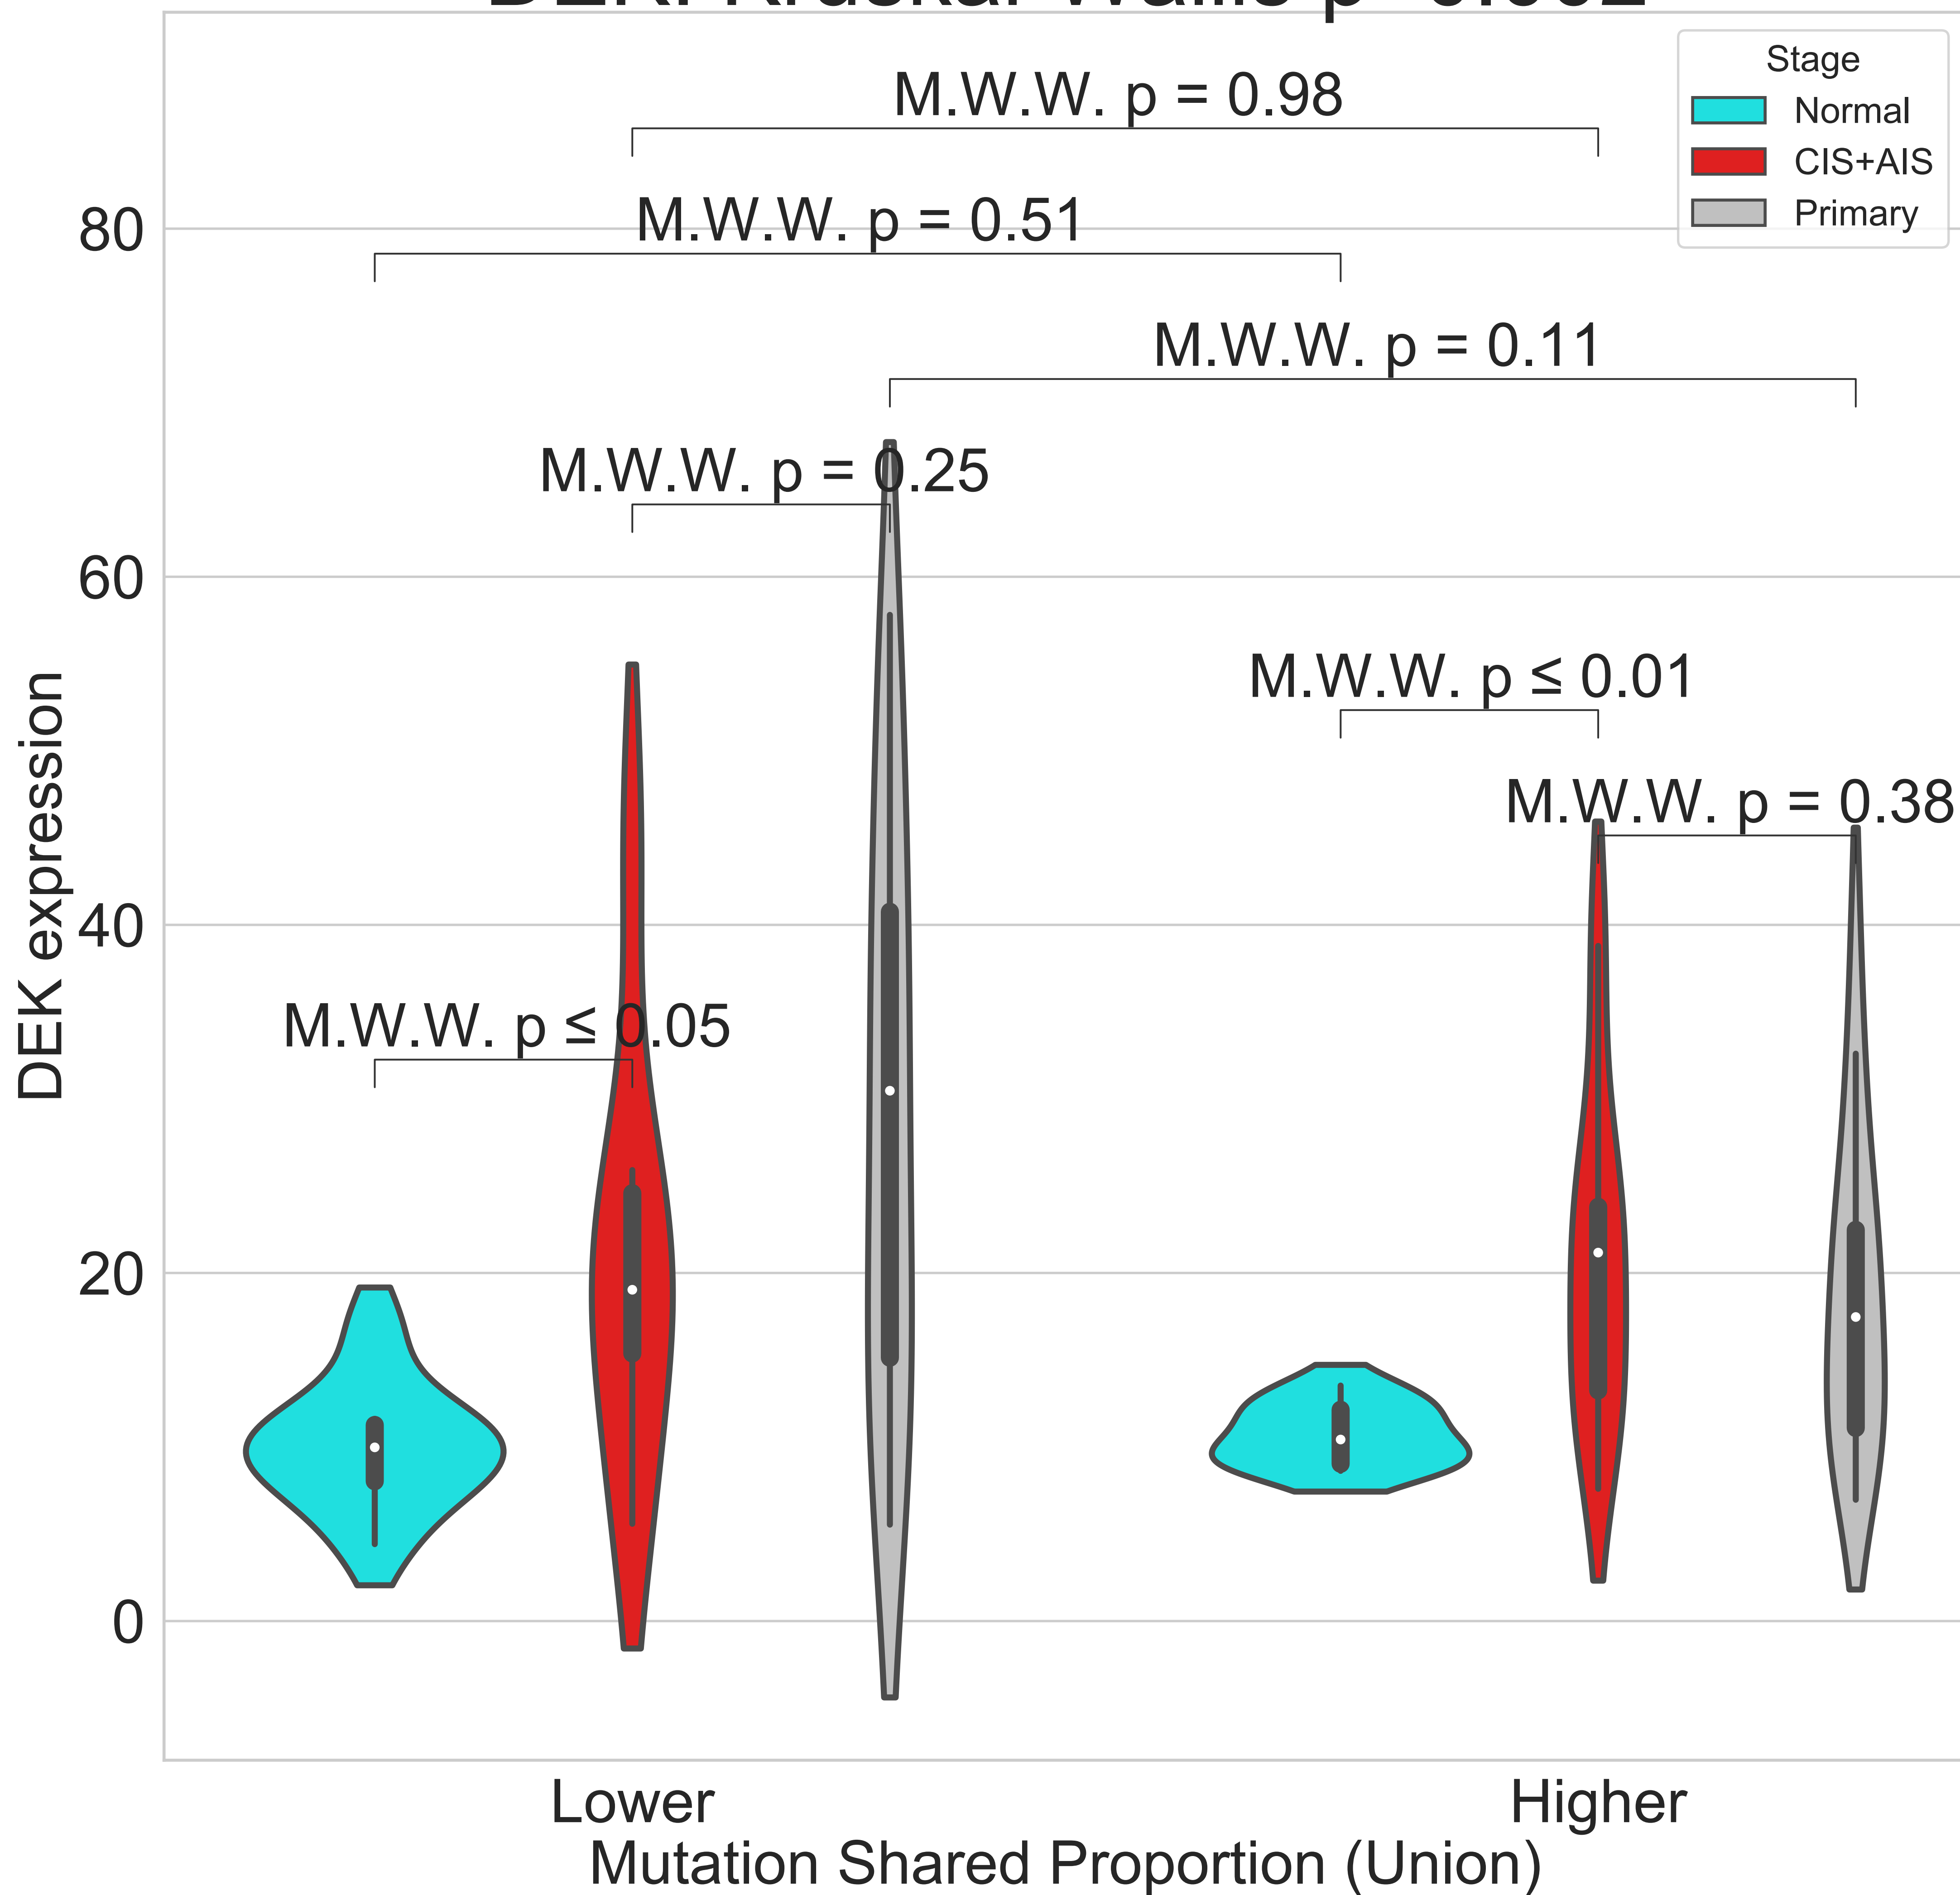 Stage
Normal
CIS+AIS
Primary
M.W.W. p = 0.98
M.W.W. p = 0.51
M.W.W. p = 0.11
M.W.W. p = 0.25
M.W.W. p ≤ 0.01
M.W.W. p = 0.38
M.W.W. p ≤ 0.05
80
60
40
20
0
DEK expression
Lower
Higher
Mutation Shared Proportion (Union)